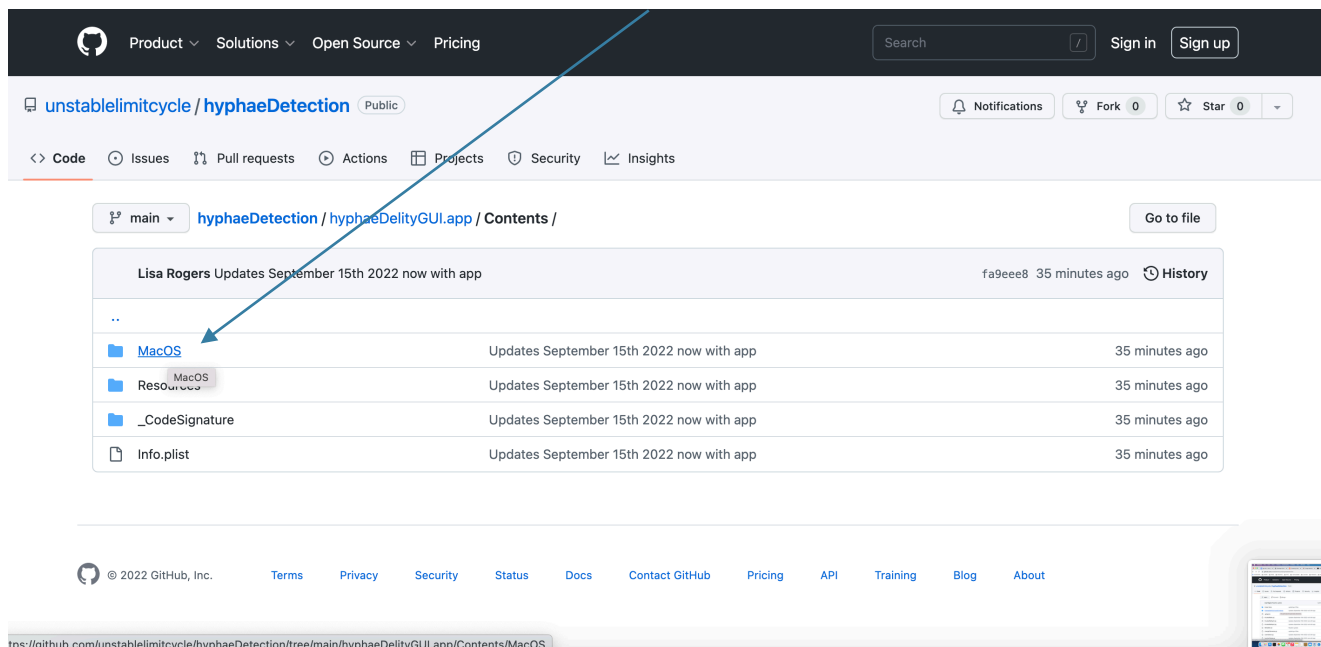 Product Solutions Open Source Pricing Search / Sign in Sign up
unstablelimitcycle / hyphaeDetection Public Notifications Fork 0 Star 0
<> Code Issues Pull requests Actions Projects Security Insights
main hyphaeDetection / hyphaeDelityGUI.app / Contents / Go to file
Lisa Rogers Updates September 15th 2022 now with app fa9eee8 35 minutes ago History
..
MacOS Updates September 15th 2022 now with app 35 minutes ago
MacOS
Resources Updates September 15th 2022 now with app 35 minutes ago
_CodeSignature Updates September 15th 2022 now with app 35 minutes ago
Info.plist Updates September 15th 2022 now with app 35 minutes ago
© 2022 GitHub, Inc. Terms Privacy Security Status Docs Contact GitHub Pricing API Training Blog About
tps://github.com/unstablelimitcycle/hyphaeDetection/tree/main/hyphaeDelityGUI.app/Contents/MacOS